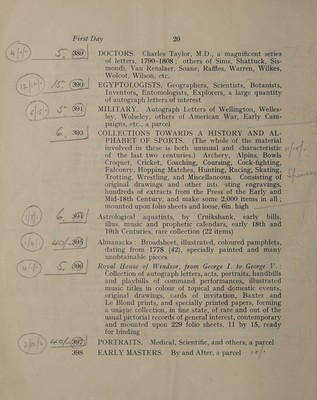 First Day 20
4/-/- 5. 389 DOCTORS. Charles Taylor, M.D., a magnificent series
of letters, 1790-1808; others of Sims, Shattuck, Sis-
mondi, Van Renalaer, Soane, Raffles, Warren, Wilkes,
Wolcot, Wilson, etc.
15. 390 EGYPTOLOGISTS, Geographers, Scientists, Botanists,
Inventors, Entomologists, Explorers, a large quantity
of autograph letters of interest
5- 391 MILITARY. Autograph Letters of Wellington, Welles-
ley, Wolseley, others of American War, Early Cam-
paigns, etc., a parcel
6. 393 COLLECTIONS TOWARDS A HISTORY AND AL-
PHABET OF SPORTS. (The whole of the material
involved in these is both unusual and characteristic
of the last two centuries.) Archery, Alpina, Bowls
Croquet, Cricket, Coaching, Coursing, Cock-fighting,
Falconry, Hopping Matches, Hunting, Racing, Skating,
Trotting, Wrestling, and Miscellaneous. Consisting of
original drawings and other int sting engravings,
hundreds of extracts from the Press of the Early and
Mid-18th Century, and make some 2,000 items in all;
mounted upon folio sheets and loose, 6in. high
6. 394 Astrological aquatints, by Cruikshank, early bills,
illus. music and prophetic calendars, early 18th and
19th Centuries, rare collection (22 items)
40/- 395 Almanacks: Broadsheet, illustrated, coloured pamphlets,
dating from 1778 (42), specially painted and many
unobtainable pieces
5. 396 Royal House of Windsor, from George I. to George V.:
Collection of autograph letters, acts, portraits, handbills
and playbills of command performances, illustrated
music titles in colour of topical and domestic events,
original drawings, cards of invitation, Baxter and
Le Blond prints, and specially printed papers, forming
a unique collection, in fine state, of rare and out of the
usual pictorial records of general interest, contemporary
and mounted upon 229 folio sheets, 11 by 15, ready
for binding
40/- 397 PORTRAITS. Medical, Scientific, and others, a parcel
398 EARLY MASTERS. By and After, a parcel